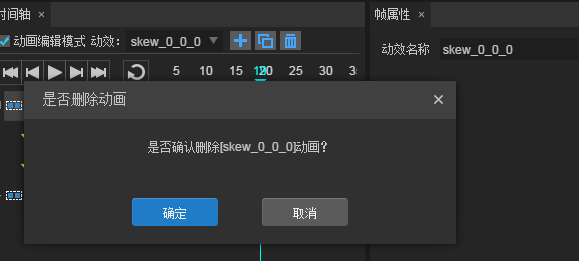 时间轴 ×
帧属性 ×
动画编辑模式 动效: skew_0_0_0
动效名称 skew_0_0_0
5 10 15 20 25 30
是否删除动画
是否确认删除[skew_0_0_0]动画?
确定
取消